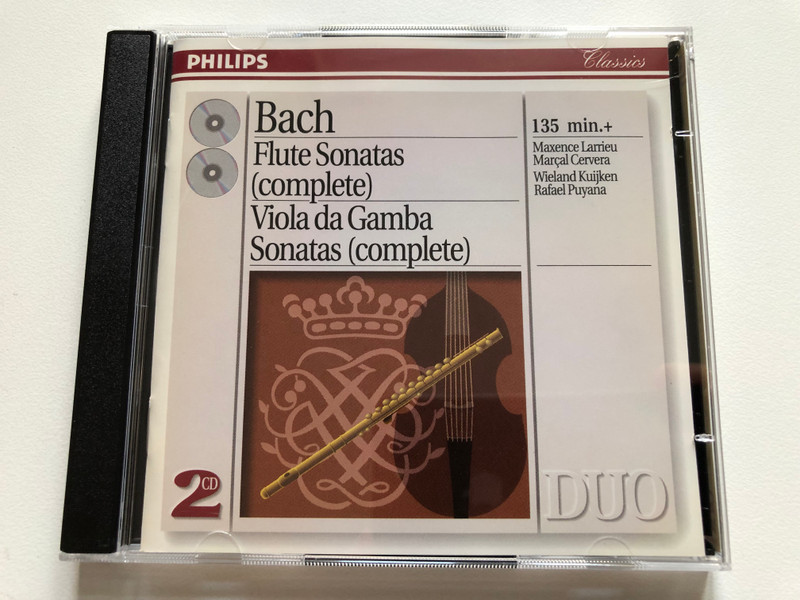 PHILIPS
Classics
Bach
Flute Sonatas
(complete)
Viola da Gamba
Sonatas (complete)
135 min.+
Maxence Larrieu
Marçal Cervera
Wieland Kuijken
Rafael Puyana
2CD
DUO